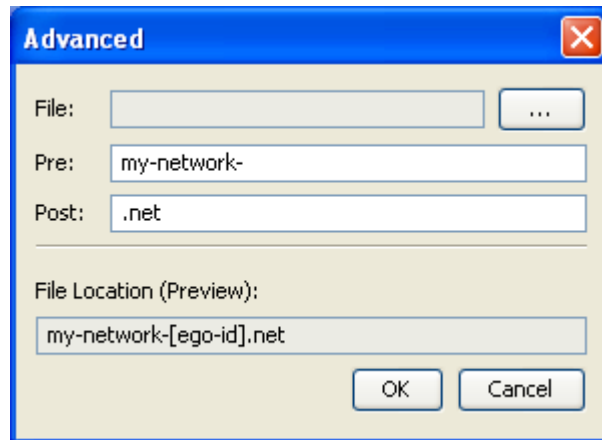 Advanced
File:
...
Pre: my-network-
Post: .net
File Location (Preview):
my-network-[ego-id].net
OK Cancel